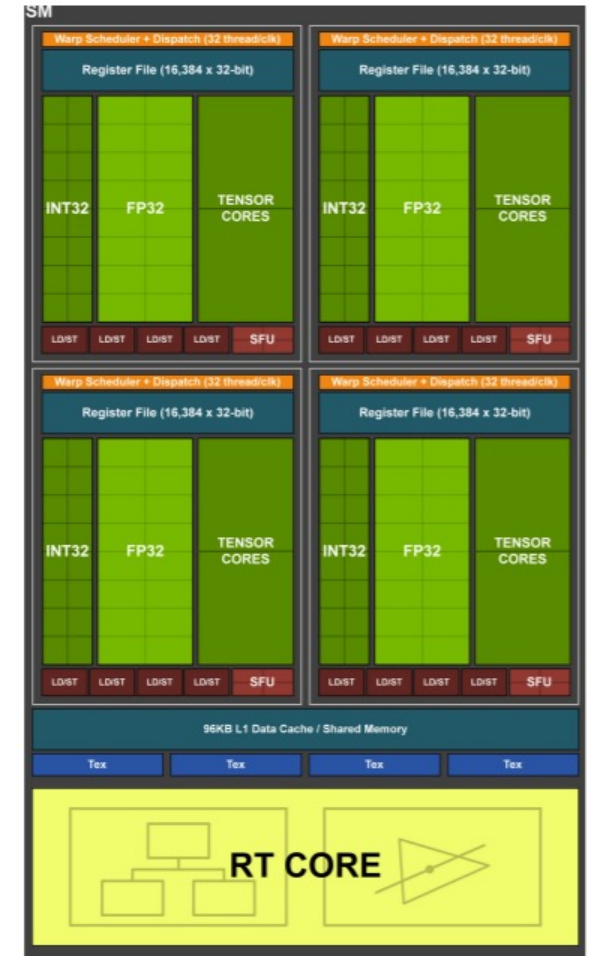 SM
Warp Scheduler + Dispatch (32 thread/clk)
Register File (16,384 x 32-bit)
INT32
FP32
TENSOR
CORES
LD/ST LD/ST LD/ST LD/ST SFU
Warp Scheduler + Dispatch (32 thread/clk)
Register File (16,384 x 32-bit)
INT32
FP32
TENSOR
CORES
LD/ST LD/ST LD/ST LD/ST SFU
Warp Scheduler + Dispatch (32 thread/clk)
Register File (16,384 x 32-bit)
INT32
FP32
TENSOR
CORES
LD/ST LD/ST LD/ST LD/ST SFU
Warp Scheduler + Dispatch (32 thread/clk)
Register File (16,384 x 32-bit)
INT32
FP32
TENSOR
CORES
LD/ST LD/ST LD/ST LD/ST SFU
96KB L1 Data Cache / Shared Memory
Tex Tex Tex Tex
RT CORE